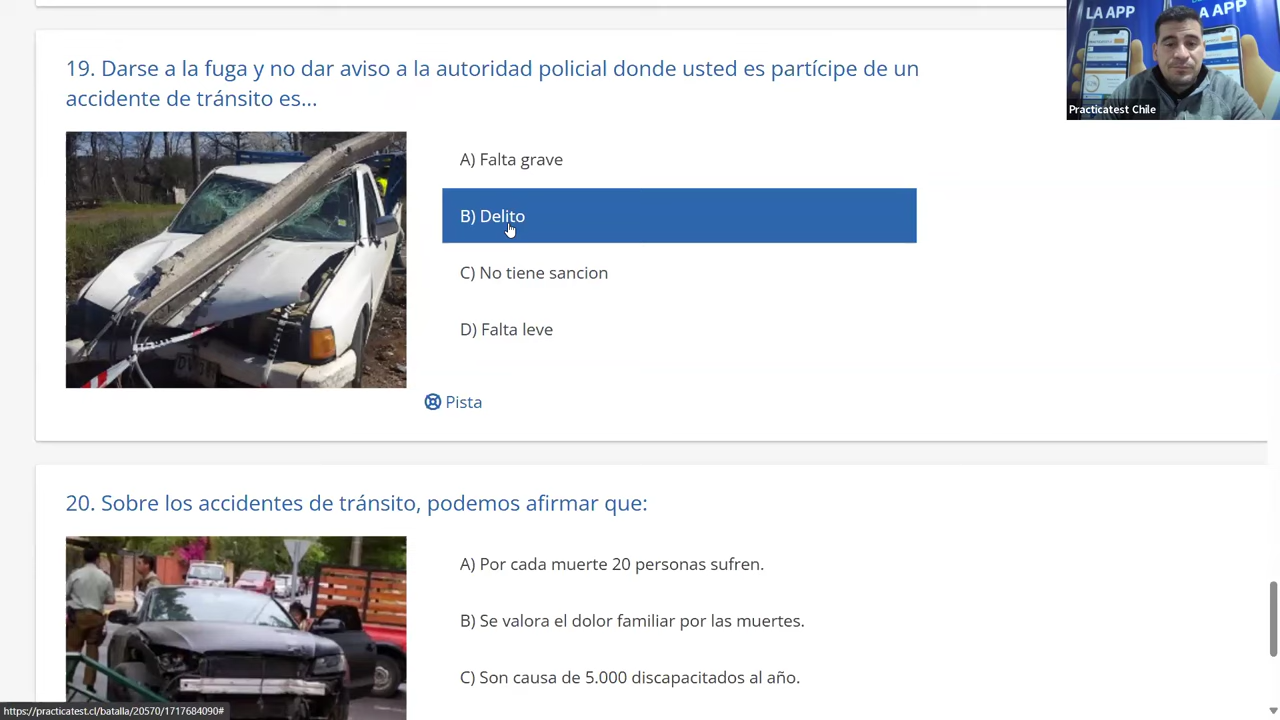 LA APP
LA APP
Practicatest Chile
19. Darse a la fuga y no dar aviso a la autoridad policial donde usted es partícipe de un
accidente de tránsito es...
A) Falta grave
B) Delito
C) No tiene sancion
D) Falta leve
Pista
20. Sobre los accidentes de tránsito, podemos afirmar que:
A) Por cada muerte 20 personas sufren.
B) Se valora el dolor familiar por las muertes.
C) Son causa de 5.000 discapacitados al año.
https://practicatest.cl/batalla/20570/1717684090#